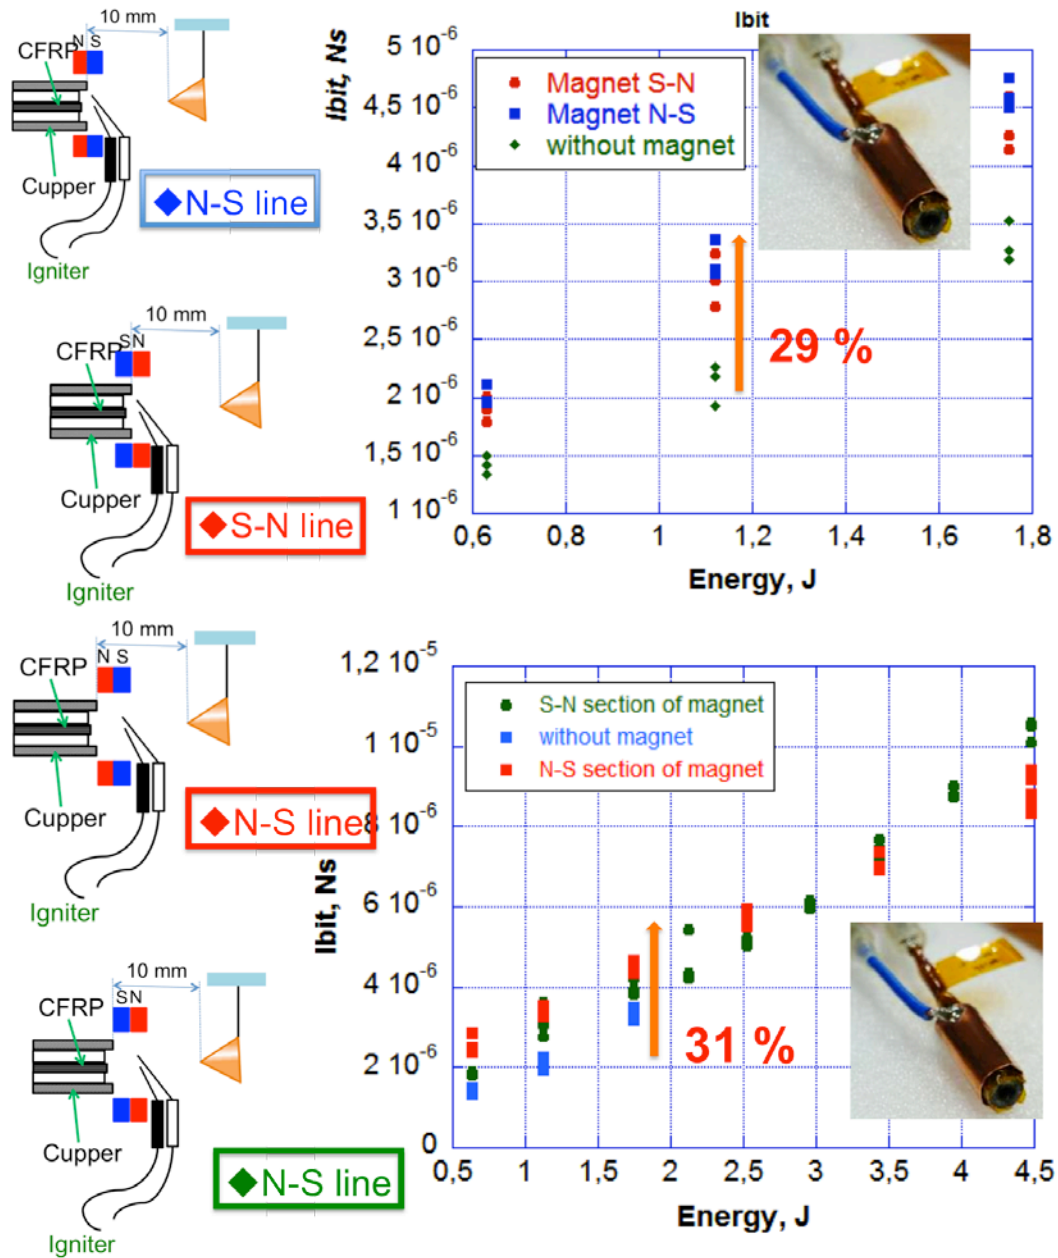 10 mm
N S
CFRP
Cupper
◆N-S line
Igniter
10 mm
SN
CFRP
Cupper
◆S-N line
Igniter
Ibit
Ibit, Ns
5 10-6
4,5 10-6
4 10-6
3,5 10-6
3 10-6
2,5 10-6
2 10-6
1,5 10-6
1 10-6
Magnet S-N
Magnet N-S
without magnet
29 %
0,6 0,8 1 1,2 1,4 1,6 1,8
Energy, J
10 mm
N S
CFRP
Cupper
◆N-S line
Igniter
10 mm
SN
CFRP
Cupper
◆N-S line
Igniter
Ibit, Ns
1,2 10-5
1 10-5
8 10-6
6 10-6
4 10-6
2 10-6
0
S-N section of magnet
without magnet
N-S section of magnet
31 %
0,5 1 1,5 2 2,5 3 3,5 4 4,5
Energy, J